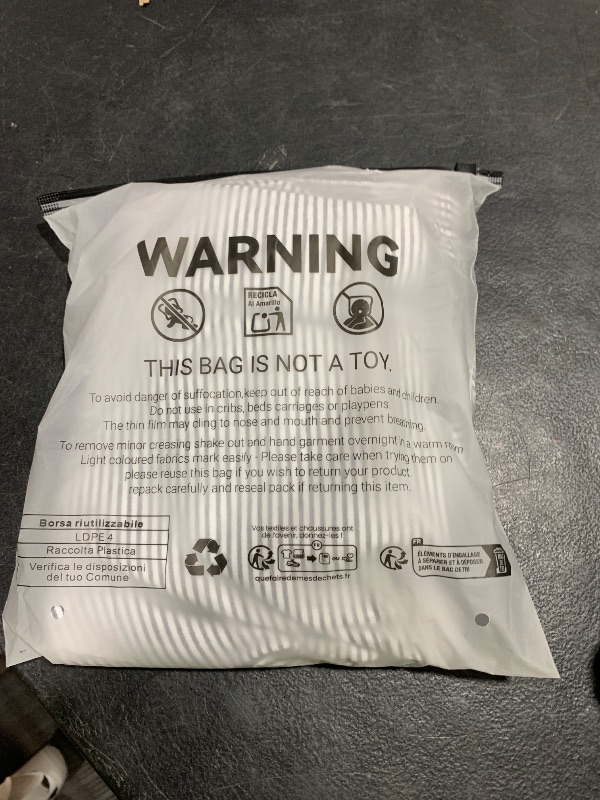 WARNING
RECICLA
Al Amarillo
THIS BAG IS NOT A TOY.
To avoid danger of suffocation,keep out of reach of babies and children.
Do not use in cribs, beds carriages or playpens.
The thin film may cling to nose and mouth and prevent breathing.
To remove minor creasing shake out and hand garment overnight in a warm room
Light coloured fabrics mark easily - Please take care when trying them on
please reuse this bag if you wish to return your product.
repack carefully and reseal pack if returning this item.
Borsa riutilizzabile
LDPE 4
Raccolta Plastica
Verifica le disposizioni
del tuo Comune
Vos textiles et chaussures ont
de l'avenir, donnez-les !
FR
quefairedemesdechets.fr
FR
ÉLÉMENTS D'EMBALLAGE
À SÉPARER ET À DÉPOSER
DANS LE BAC DE TRI